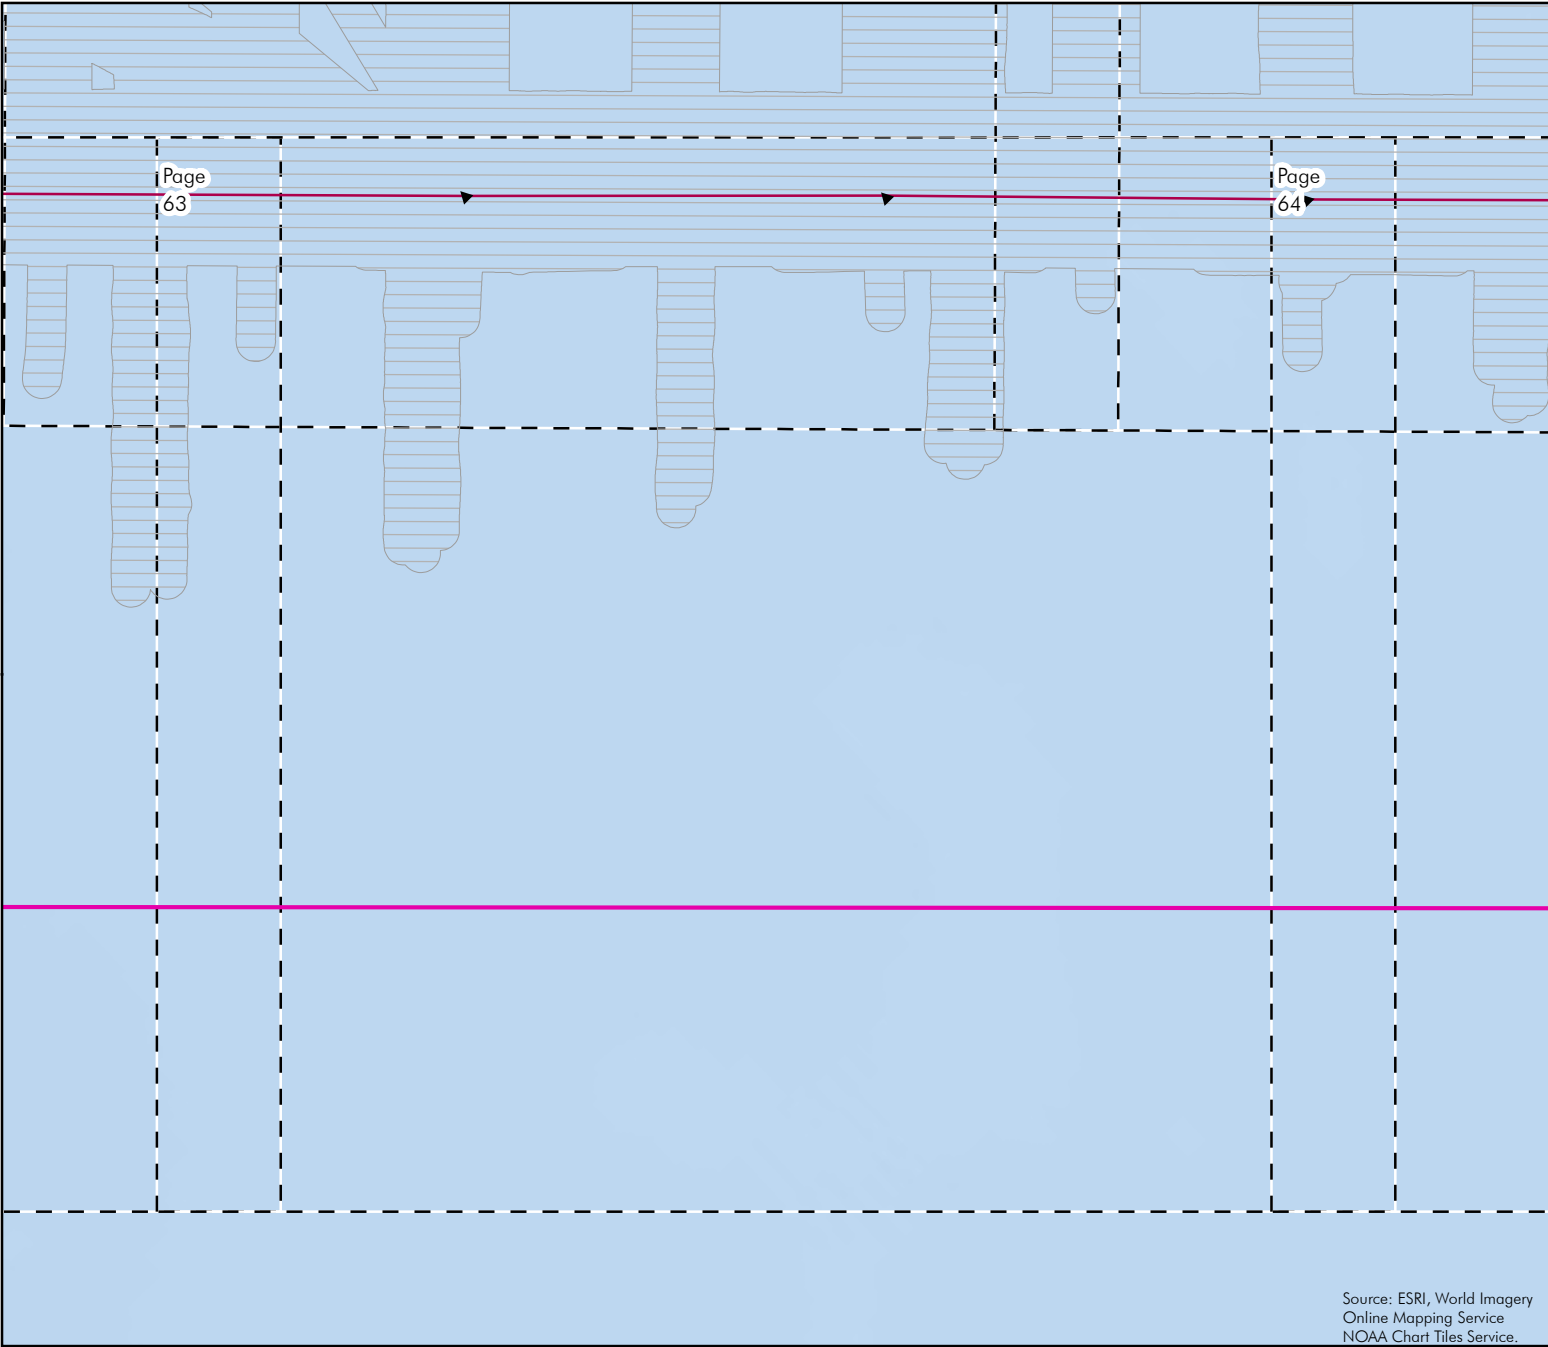 Page
63
Page
64
Source: ESRI, World Imagery
Online Mapping Service
NOAA Chart Tiles Service.